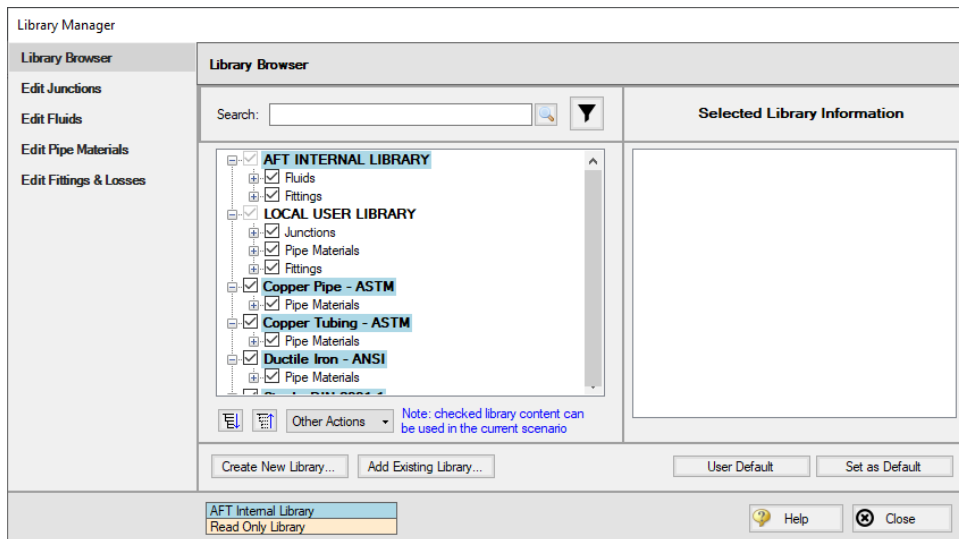 Library Manager
Library Browser
Edit Junctions
Edit Fluids
Edit Pipe Materials
Edit Fittings & Losses
Library Browser
Search:
AFT INTERNAL LIBRARY
Fluids
Fittings
LOCAL USER LIBRARY
Junctions
Pipe Materials
Fittings
Copper Pipe - ASTM
Pipe Materials
Copper Tubing - ASTM
Pipe Materials
Ductile Iron - ANSI
Pipe Materials
Other Actions
Note: checked library content can
be used in the current scenario
Selected Library Information
Create New Library...
Add Existing Library...
User Default
Set as Default
AFT Internal Library
Read Only Library
Help
Close